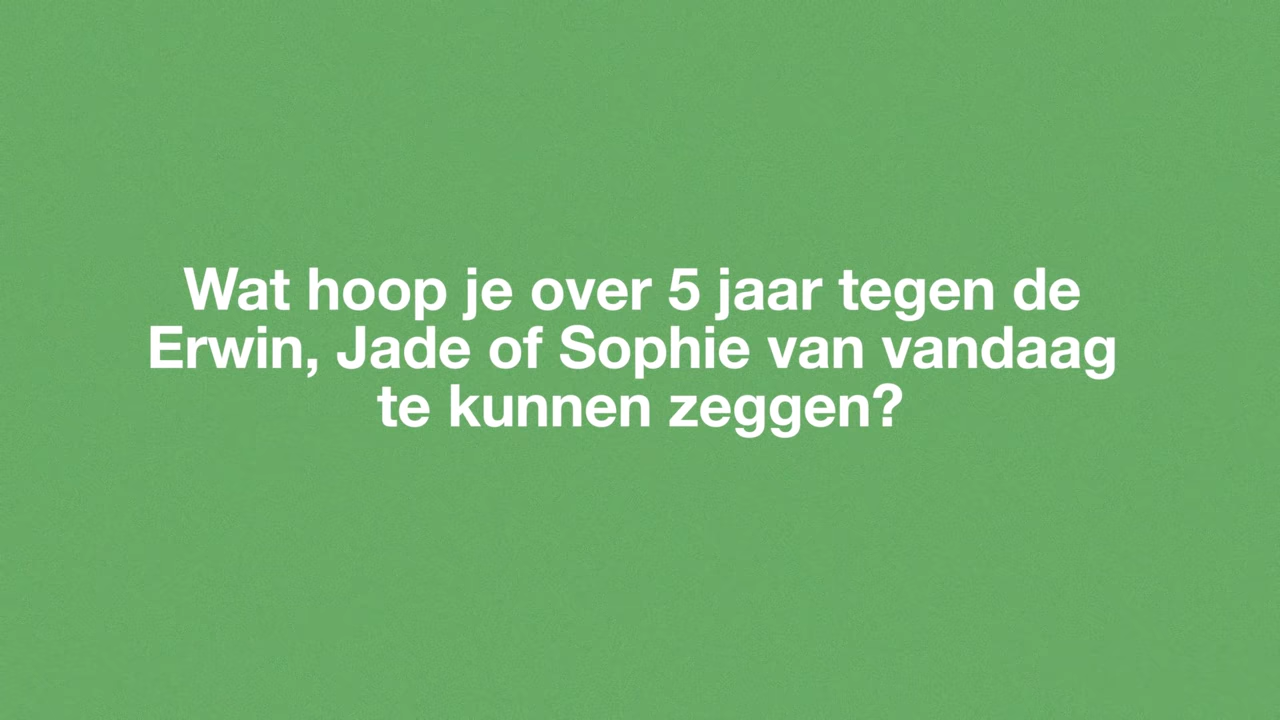 Wat hoop je over 5 jaar tegen de
Erwin, Jade of Sophie van vandaag
te kunnen zeggen?